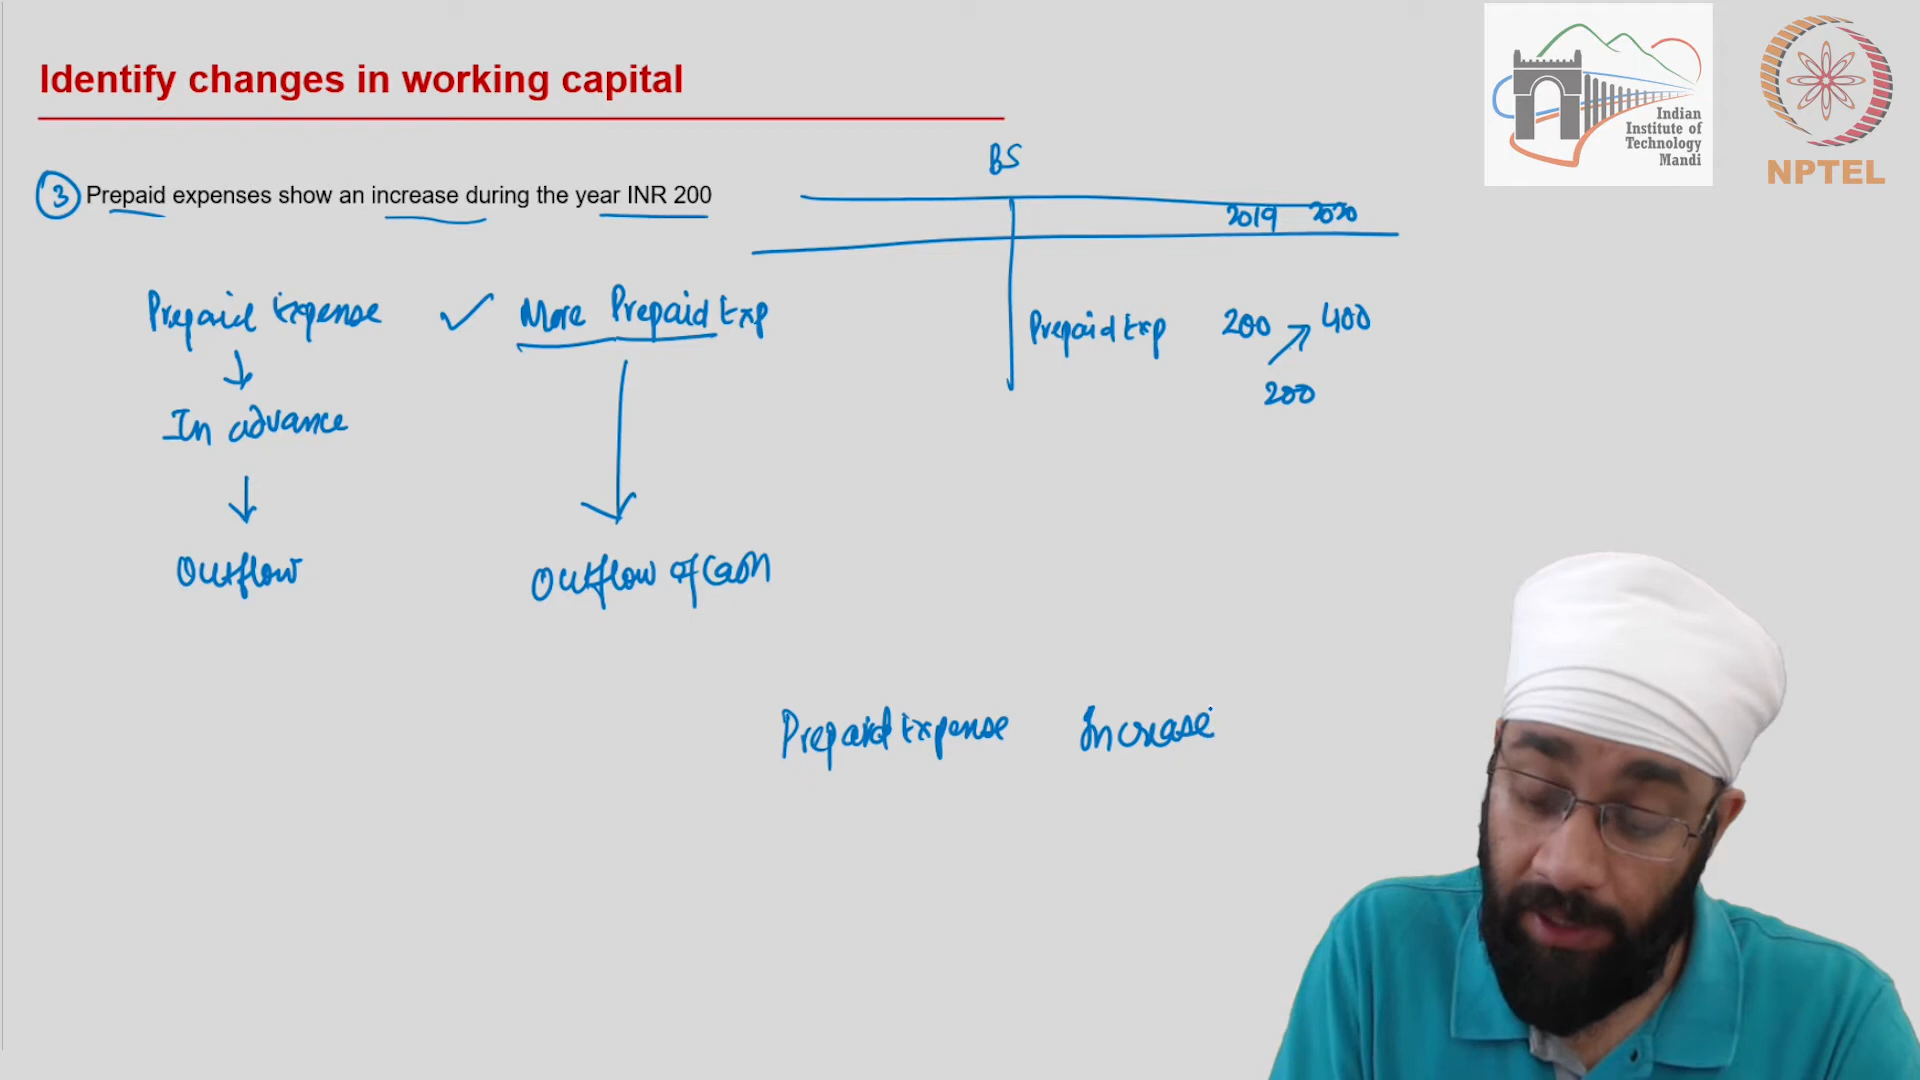 Identify changes in working capital
3 Prepaid expenses show an increase during the year INR 200
BS
2019 2020
Prepaid Exp 200 400
200
Prepaid Expense
In advance
Outflow
More Prepaid Exp
Outflow of Cash
Prepaid Expense Increase
Indian
Institute of
Technology
Mandi
NPTEL